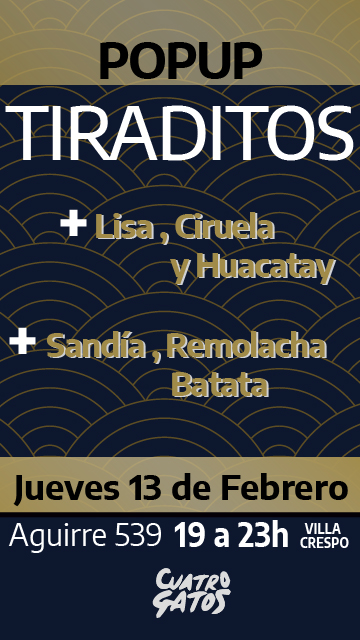 POPUP
TIRADITOS
+ Lisa , Ciruela
y Huacatay
+ Sandía , Remolacha
Batata
Jueves 13 de Febrero
Aguirre 539 19 a 23h VILLA
CRESPO
CUATRO
GATOS